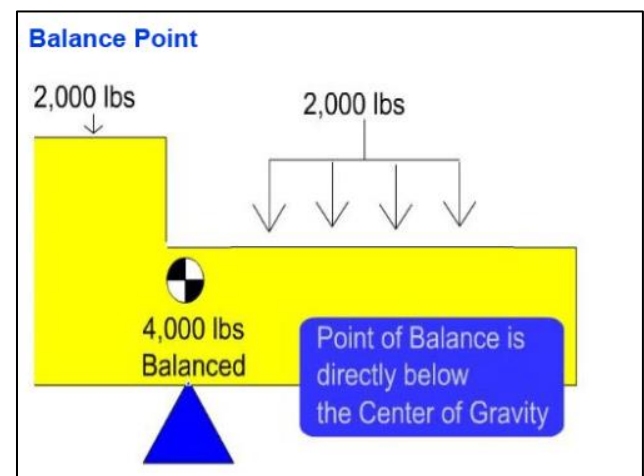 Balance Point
2,000 lbs
2,000 lbs
4,000 lbs
Balanced
Point of Balance is
directly below
the Center of Gravity